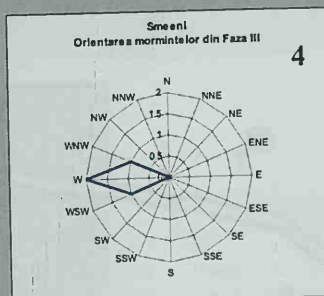 Smeeni
Orientarea mormintelor din Faza III
4
N
NNW
NNE
2
NW
NE
1.5
1
WNW
ENE
0.5
0
W
E
WSW
ESE
SW
SE
SSW
SSE
S